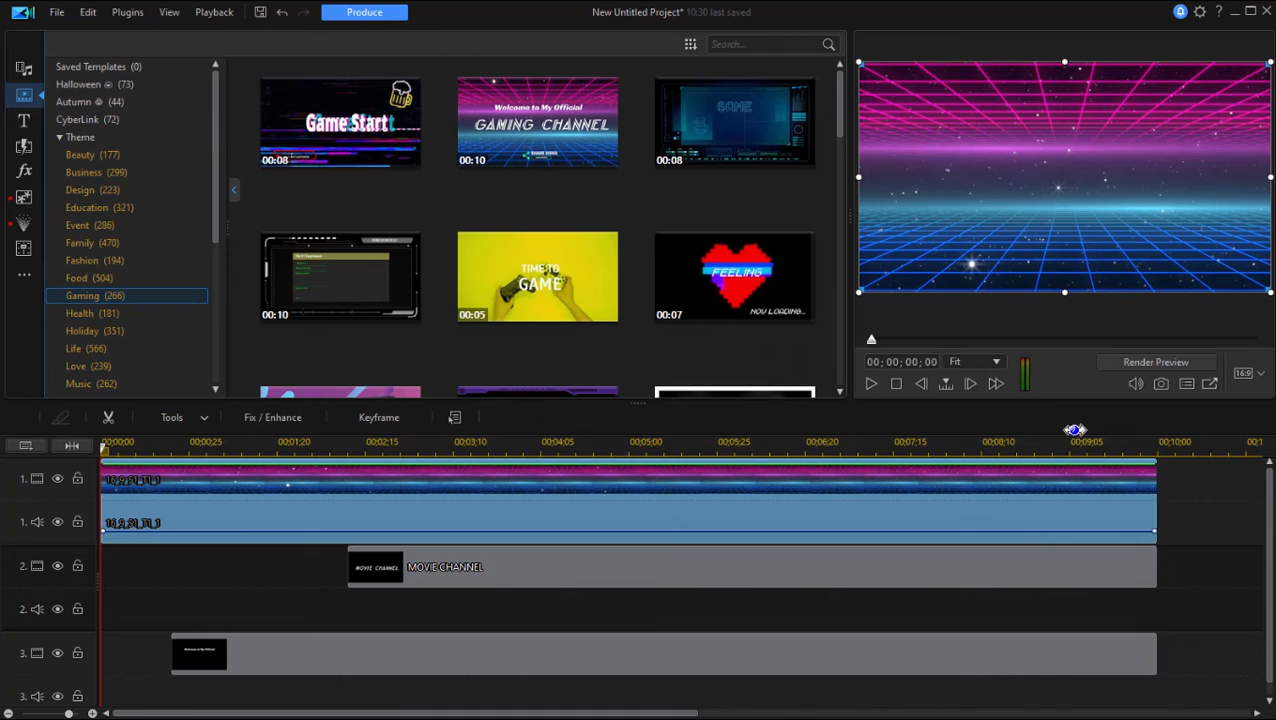 File Edit Plugins View Playback Produce New Untitled Project* 10:30 last saved ?
Search...
Saved Templates (0)
Halloween (73)
Autumn (44)
CyberLink (72)
Theme
Beauty (177)
Business (299)
Design (223)
Education (321)
Event (286)
Family (470)
Fashion (194)
Food (504)
Gaming (266)
Health (181)
Holiday (351)
Life (566)
Love (239)
Music (262)
T
fx
Game Start
00:08
Welcome to My Official
GAMING CHANNEL
00:10
GAME
00:08
00:10
TIME TO
GAME
00:05
FEELING
NOW LOADING...
00:07
00; 00; 00; 00 Fit Render Preview
16:9
Tools Fix / Enhance Keyframe
00;00;00 00;00;25 00;01;20 00;02;15 00;03;10 00;04;05 00;05;00 00;05;25 00;06;20 00;07;15 00;08;10 00;09;05 00;10;00
1.
1.
2. MOVIE CHANNEL MOVIE CHANNEL
2.
3. Welcome to My Official
3.